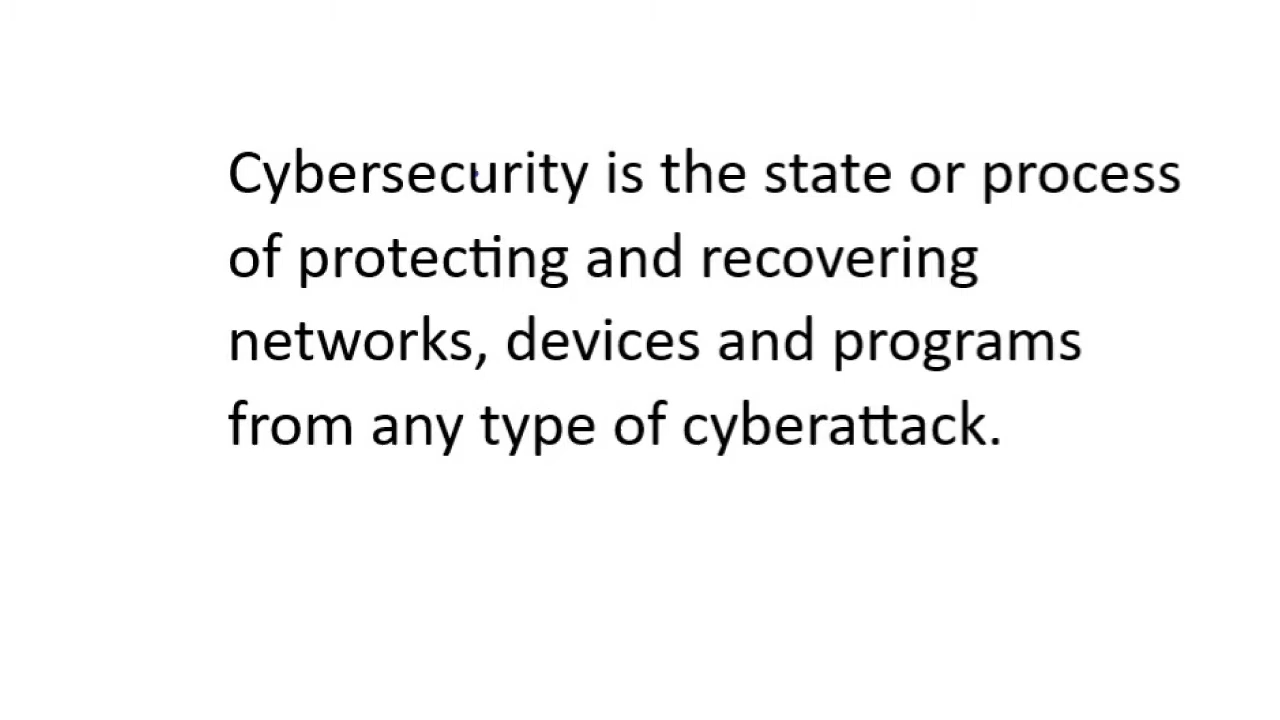 Cybersecurity is the state or process
of protecting and recovering
networks, devices and programs
from any type of cyberattack.